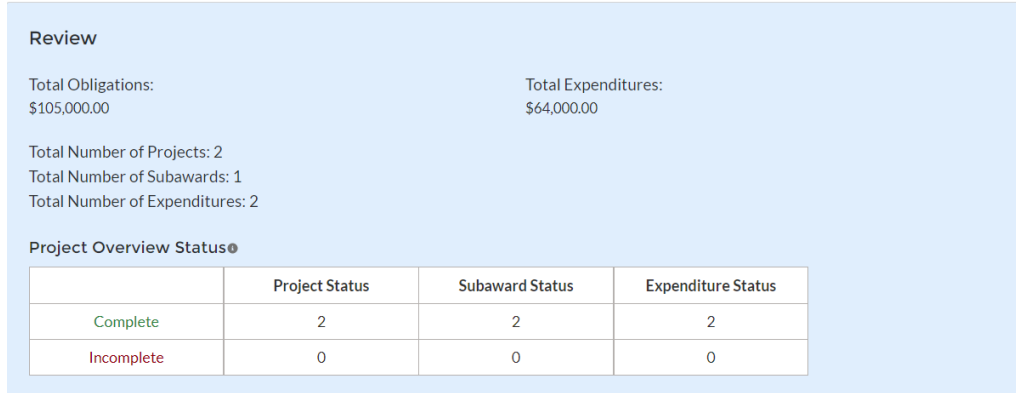 Review
Total Obligations: Total Expenditures:
$105,000.00 $64,000.00
Total Number of Projects: 2
Total Number of Subawards: 1
Total Number of Expenditures: 2
Project Overview Status
Project Status Subaward Status Expenditure Status
Complete 2 2 2
Incomplete 0 0 0